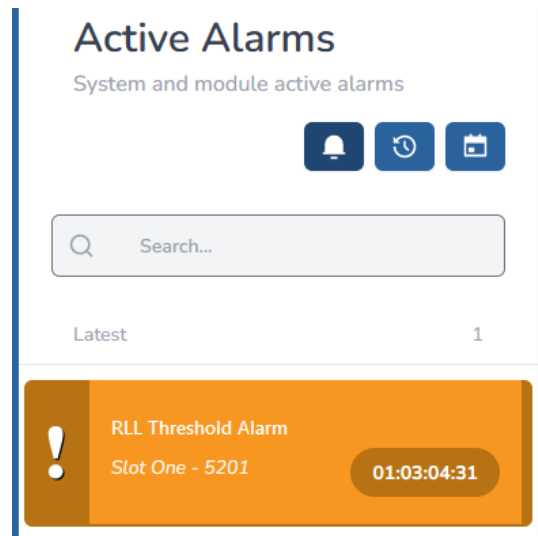 Active Alarms
System and module active alarms
Search...
Latest 1
RLL Threshold Alarm
Slot One - 5201
01:03:04:31